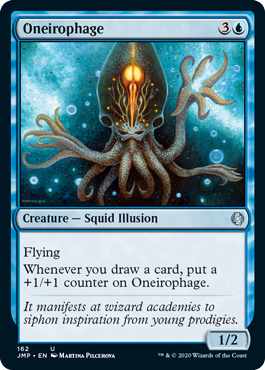 Oneirophage 3
Creature — Squid Illusion
Flying
Whenever you draw a card, put a
+1/+1 counter on Oneirophage.
It manifests at wizard academies to
siphon inspiration from young prodigies.
1/2
162 U
JMP • EN Martina Pilcerova
™ & © 2020 Wizards of the Coast